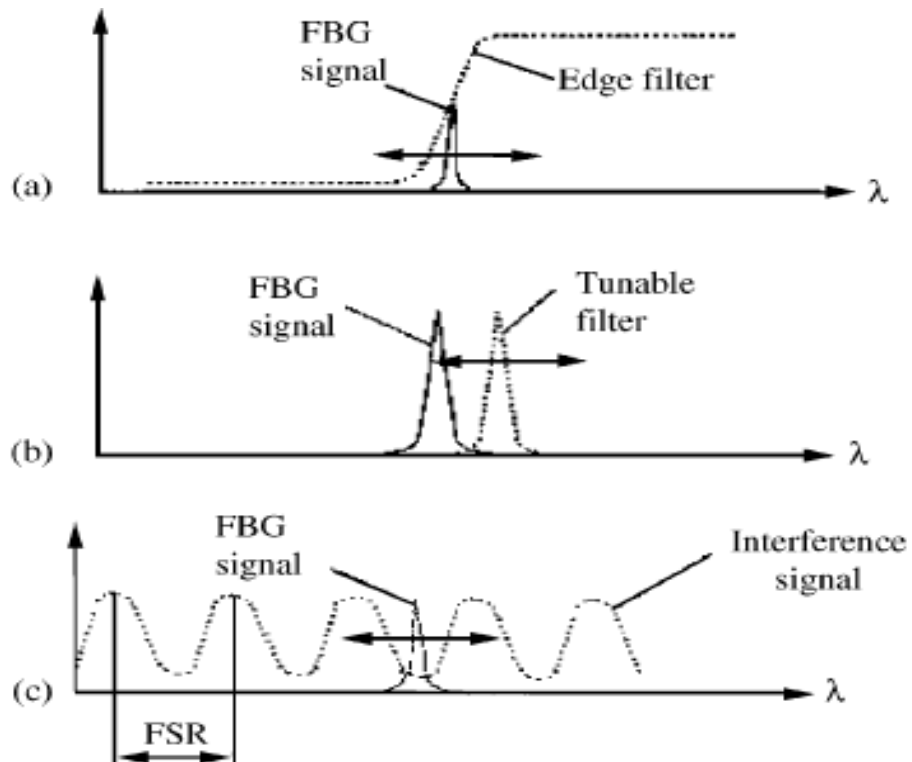 FBG
signal
Edge filter
(a)
λ
FBG
signal
Tunable
filter
(b)
λ
FBG
signal
Interference
signal
(c)
λ
FSR